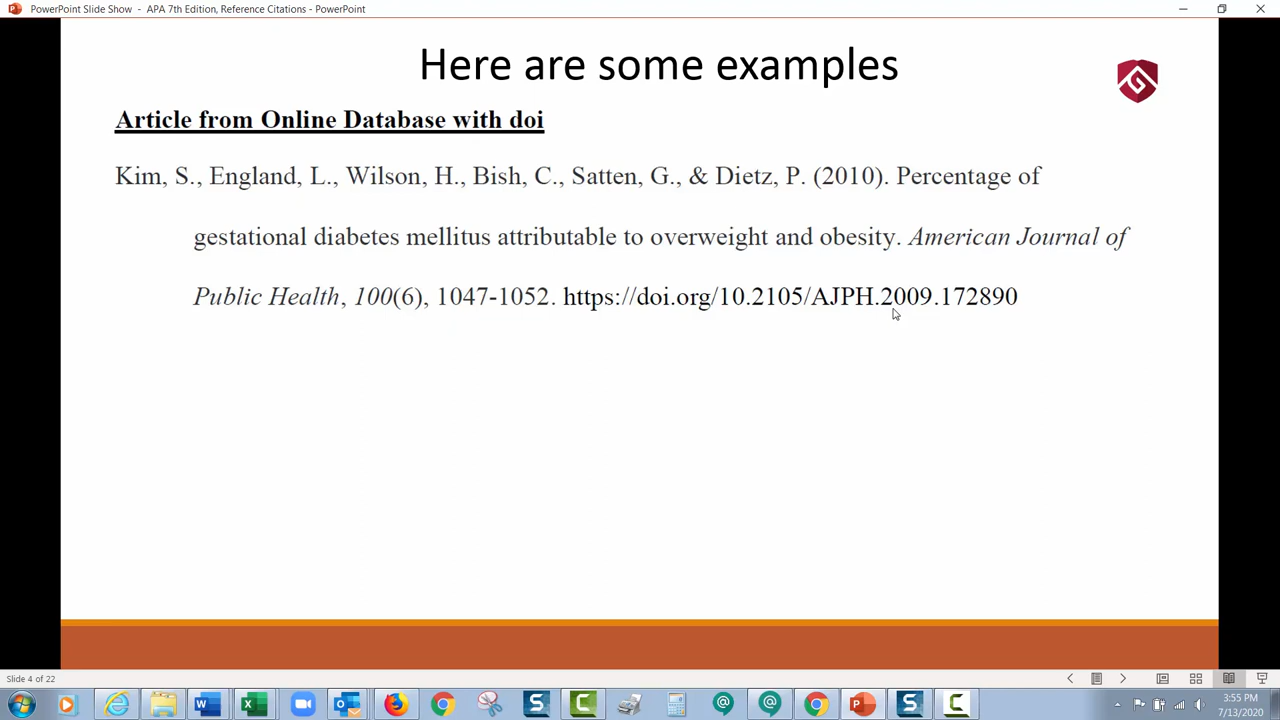 PowerPoint Slide Show - APA 7th Edition, Reference Citations - PowerPoint
Here are some examples
Article from Online Database with doi
Kim, S., England, L., Wilson, H., Bish, C., Satten, G., & Dietz, P. (2010). Percentage of
gestational diabetes mellitus attributable to overweight and obesity. American Journal of
Public Health, 100(6), 1047-1052. https://doi.org/10.2105/AJPH.2009.172890
Slide 4 of 22
3:55 PM
7/13/2020